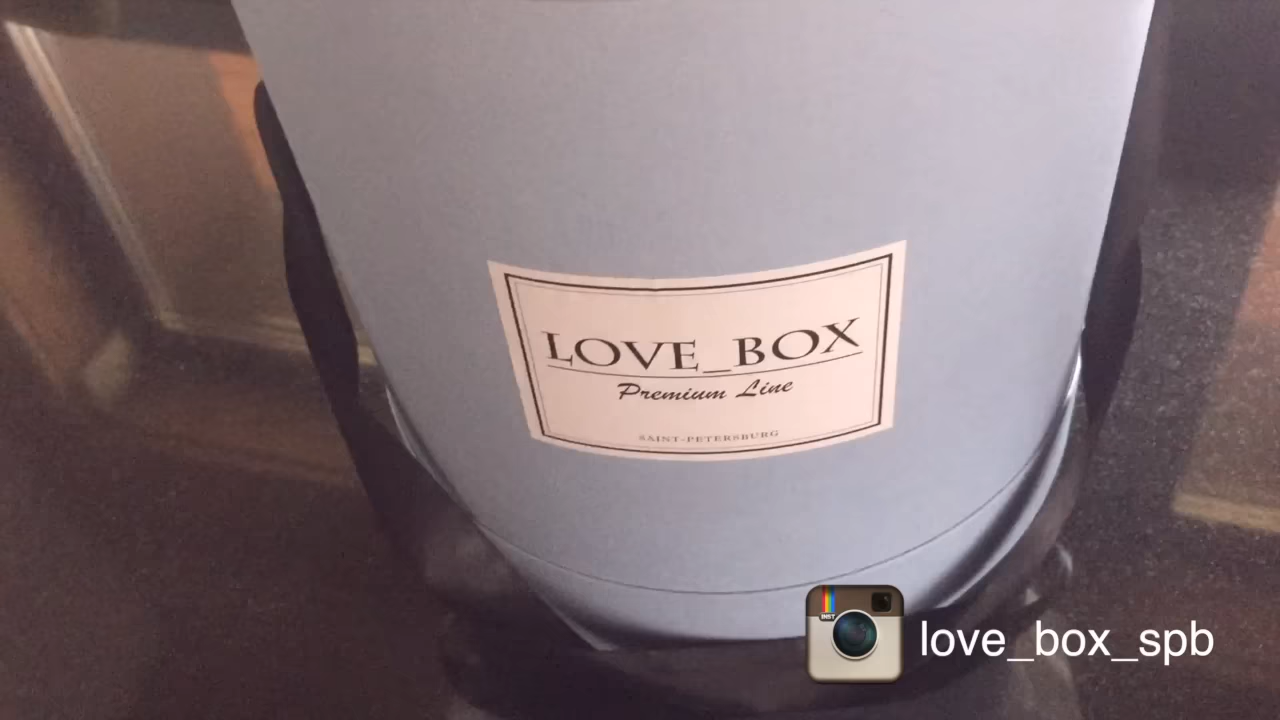 LOVE_BOX
Premium Line
SAINT-PETERSBURG
INST
love_box_spb